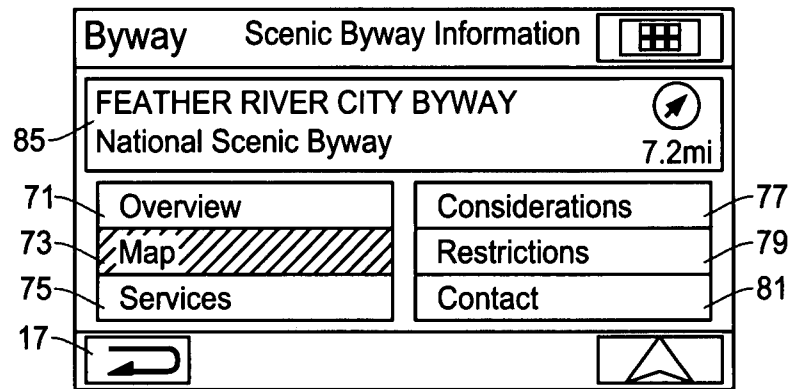 Byway Scenic Byway Information
FEATHER RIVER CITY BYWAY
85 National Scenic Byway 7.2mi
71 Overview Considerations 77
73 Map Restrictions 79
75 Services Contact 81
17